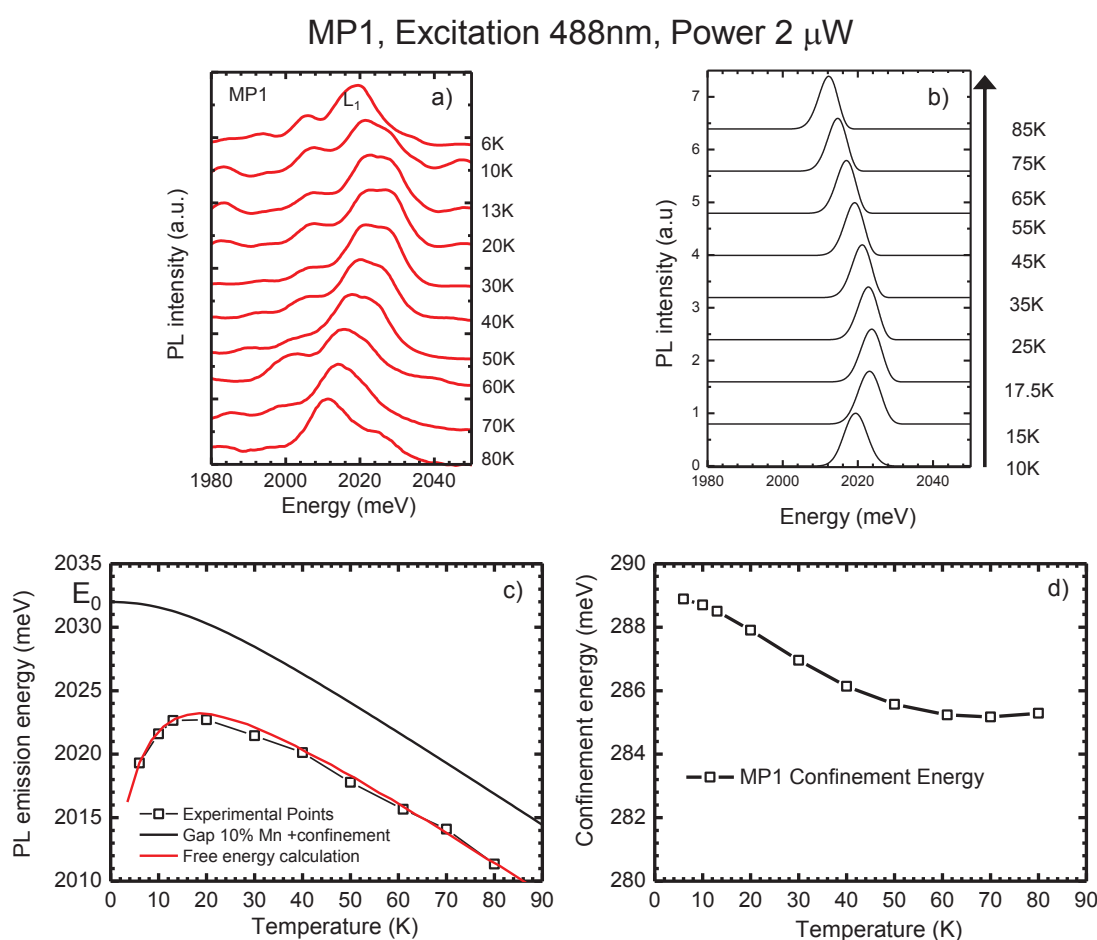 MP1, Excitation 488nm, Power 2 μW
MP1
L1
a)
6K
10K
13K
20K
30K
40K
50K
60K
70K
80K
PL intensity (a.u.)
1980 2000 2020 2040
Energy (meV)
b)
7
6
5
4
3
2
1
0
PL intensity (a.u)
85K
75K
65K
55K
45K
35K
25K
17.5K
15K
10K
1980 2000 2020 2040
Energy (meV)
c)
E0
2035
2031
2025
2020
2015
2010
PL emission energy (meV)
Experimental Points
Gap 10% Mn +confinement
Free energy calculation
0 10 20 30 40 50 60 70 80 90
Temperature (K)
d)
290
288
286
284
282
280
Confinement energy (meV)
MP1 Confinement Energy
0 10 20 30 40 50 60 70 80 90
Temperature (K)